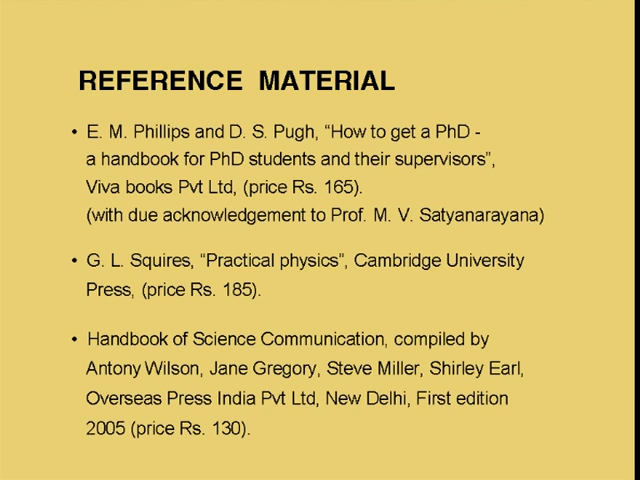 REFERENCE MATERIAL
• E. M. Phillips and D. S. Pugh, “How to get a PhD -
a handbook for PhD students and their supervisors”,
Viva books Pvt Ltd, (price Rs. 165).
(with due acknowledgement to Prof. M. V. Satyanarayana)
• G. L. Squires, “Practical physics”, Cambridge University
Press, (price Rs. 185).
• Handbook of Science Communication, compiled by
Antony Wilson, Jane Gregory, Steve Miller, Shirley Earl,
Overseas Press India Pvt Ltd, New Delhi, First edition
2005 (price Rs. 130).